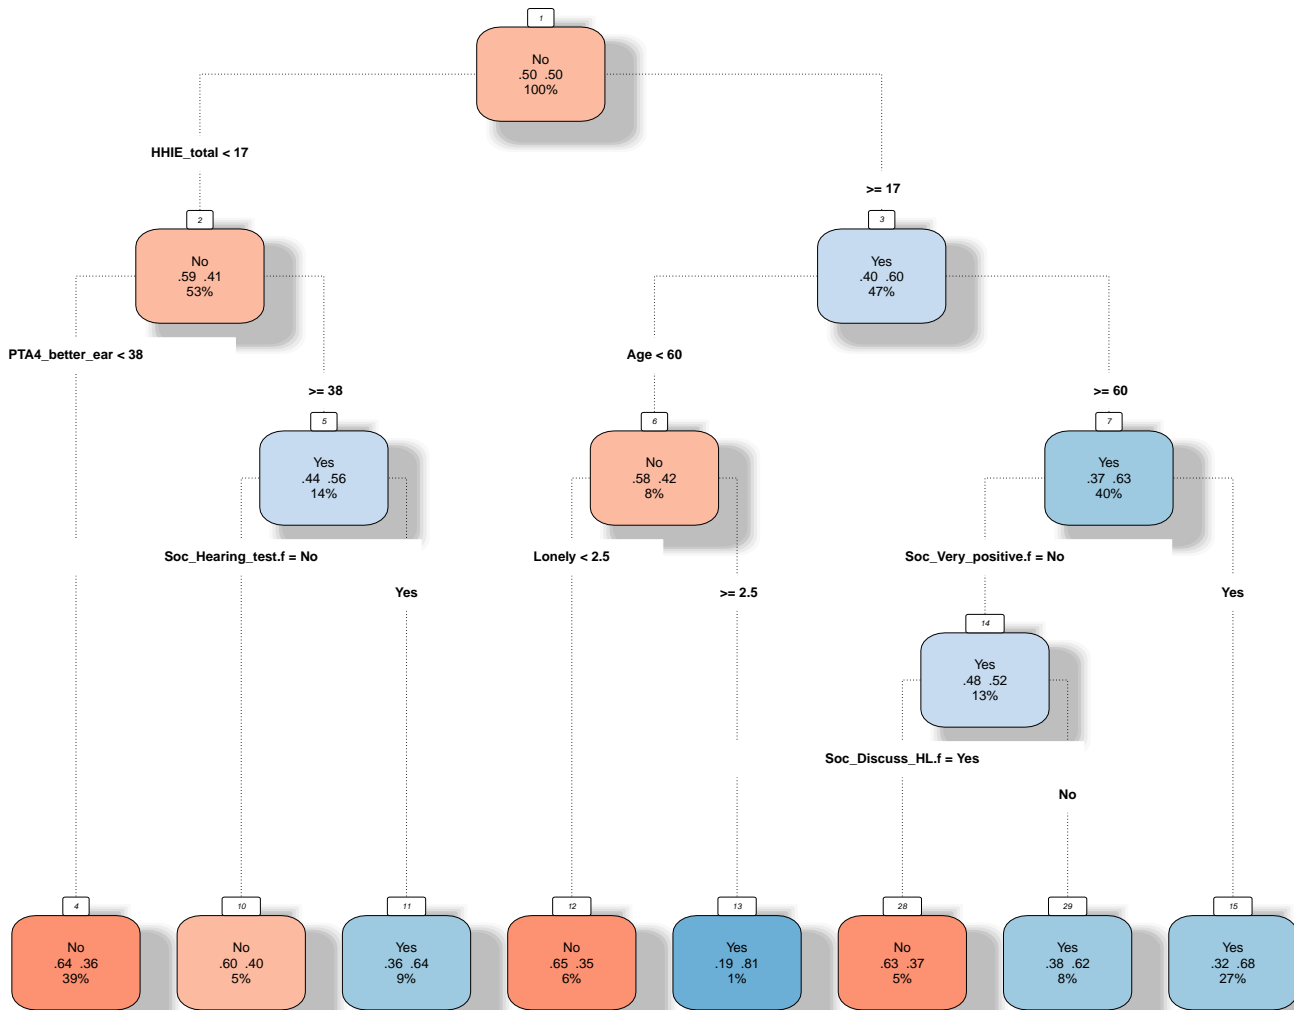 1
No
.50 .50
100%
HHIE_total < 17
>= 17
2
No
.59 .41
53%
3
Yes
.40 .60
47%
PTA4_better_ear < 38
>= 38
Age < 60
>= 60
5
Yes
.44 .56
14%
6
No
.58 .42
8%
7
Yes
.37 .63
40%
Soc_Hearing_test.f = No
Yes
Lonely < 2.5
>= 2.5
Soc_Very_positive.f = No
Yes
14
Yes
.48 .52
13%
Soc_Discuss_HL.f = Yes
No
4
No
.64 .36
39%
10
No
.60 .40
5%
11
Yes
.36 .64
9%
12
No
.65 .35
6%
13
Yes
.19 .81
1%
28
No
.63 .37
5%
29
Yes
.38 .62
8%
15
Yes
.32 .68
27%